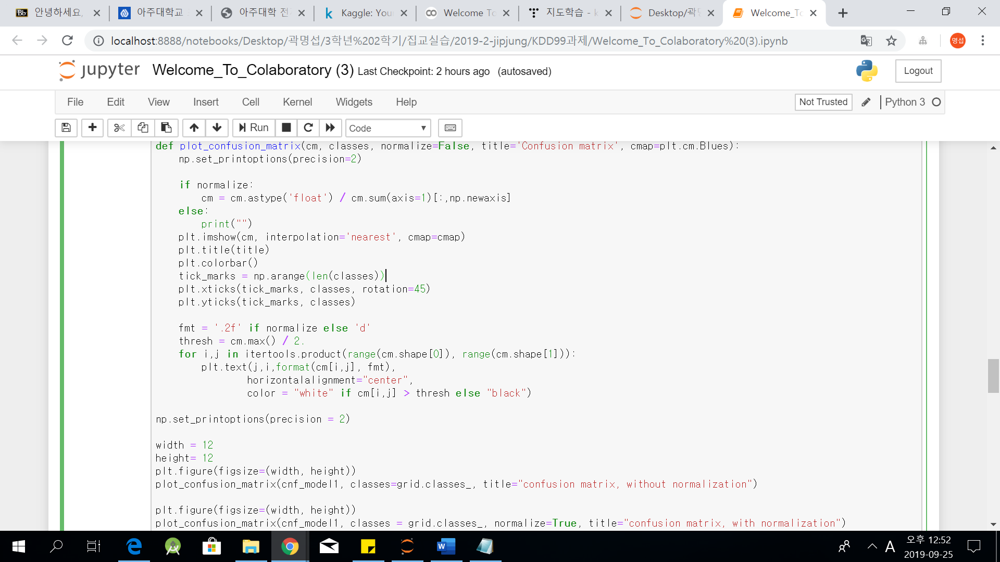 Bb 안녕하세요,
아주대학교
아주대학 전
Kaggle: You
Welcome To
지도학습 - k
Desktop/곽명
Welcome_To
localhost:8888/notebooks/Desktop/곽명섭/3학년%202학기/집교실습/2019-2-jipjung/KDD99과제/Welcome_To_Colaboratory%20(3).ipynb
명섭
jupyter Welcome_To_Colaboratory (3) Last Checkpoint: 2 hours ago (autosaved)
Logout
File Edit View Insert Cell Kernel Widgets Help
Not Trusted
Python 3
Run
Code
def plot_confusion_matrix(cm, classes, normalize=False, title='Confusion matrix', cmap=plt.cm.Blues):
    np.set_printoptions(precision=2)
    if normalize:
        cm = cm.astype('float') / cm.sum(axis=1)[:,np.newaxis]
    else:
        print("")
    plt.imshow(cm, interpolation='nearest', cmap=cmap)
    plt.title(title)
    plt.colorbar()
    tick_marks = np.arange(len(classes))
    plt.xticks(tick_marks, classes, rotation=45)
    plt.yticks(tick_marks, classes)
    fmt = '.2f' if normalize else 'd'
    thresh = cm.max() / 2.
    for i,j in itertools.product(range(cm.shape[0]), range(cm.shape[1])):
        plt.text(j,i,format(cm[i,j], fmt),
                horizontalalignment="center",
                color = "white" if cm[i,j] > thresh else "black")
np.set_printoptions(precision = 2)
width = 12
height= 12
plt.figure(figsize=(width, height))
plot_confusion_matrix(cnf_model1, classes=grid.classes_, title="confusion matrix, without normalization")
plt.figure(figsize=(width, height))
plot_confusion_matrix(cnf_model1, classes = grid.classes_, normalize=True, title="confusion matrix, with normalization")
A
오후 12:52
2019-09-25